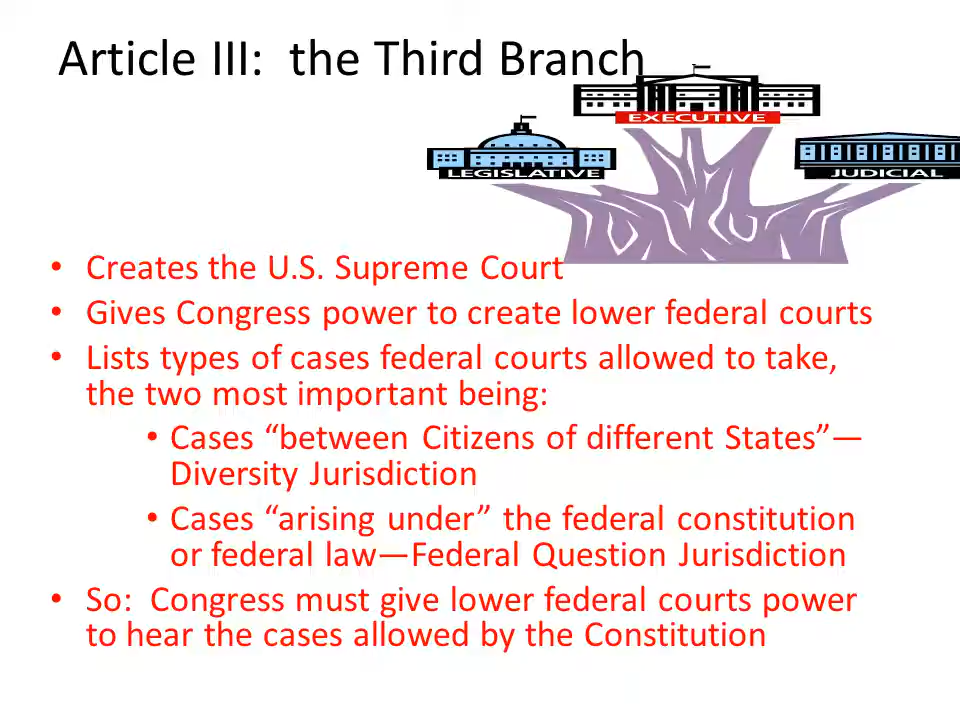 Article III:  the Third Branch
EXECUTIVE
LEGISLATIVE
JUDICIAL
• Creates the U.S. Supreme Court
• Gives Congress power to create lower federal courts
• Lists types of cases federal courts allowed to take,
the two most important being:
• Cases “between Citizens of different States”—
Diversity Jurisdiction
• Cases “arising under” the federal constitution
or federal law—Federal Question Jurisdiction
• So:  Congress must give lower federal courts power
to hear the cases allowed by the Constitution